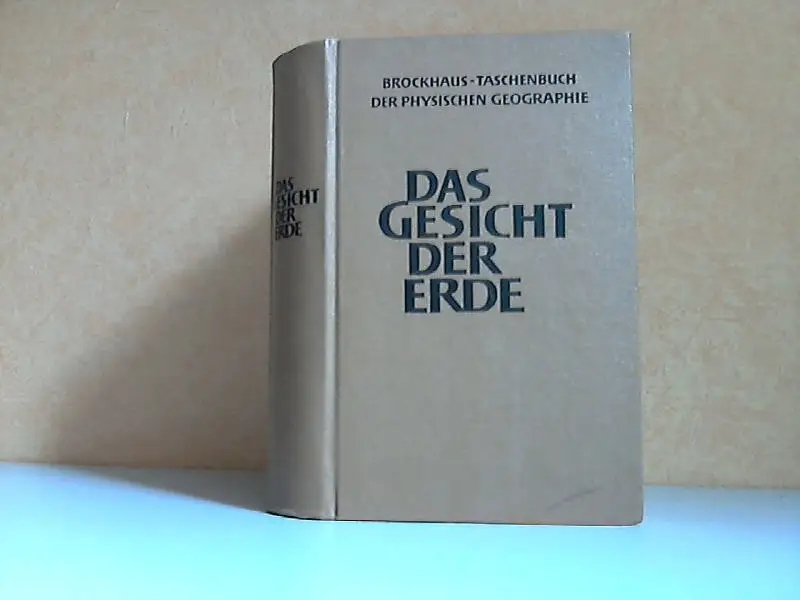 BROCKHAUS-TASCHENBUCH
DER PHYSISCHEN GEOGRAPHIE
DAS
GESICHT
DER
ERDE
DAS
GESICHT
DER
ERDE